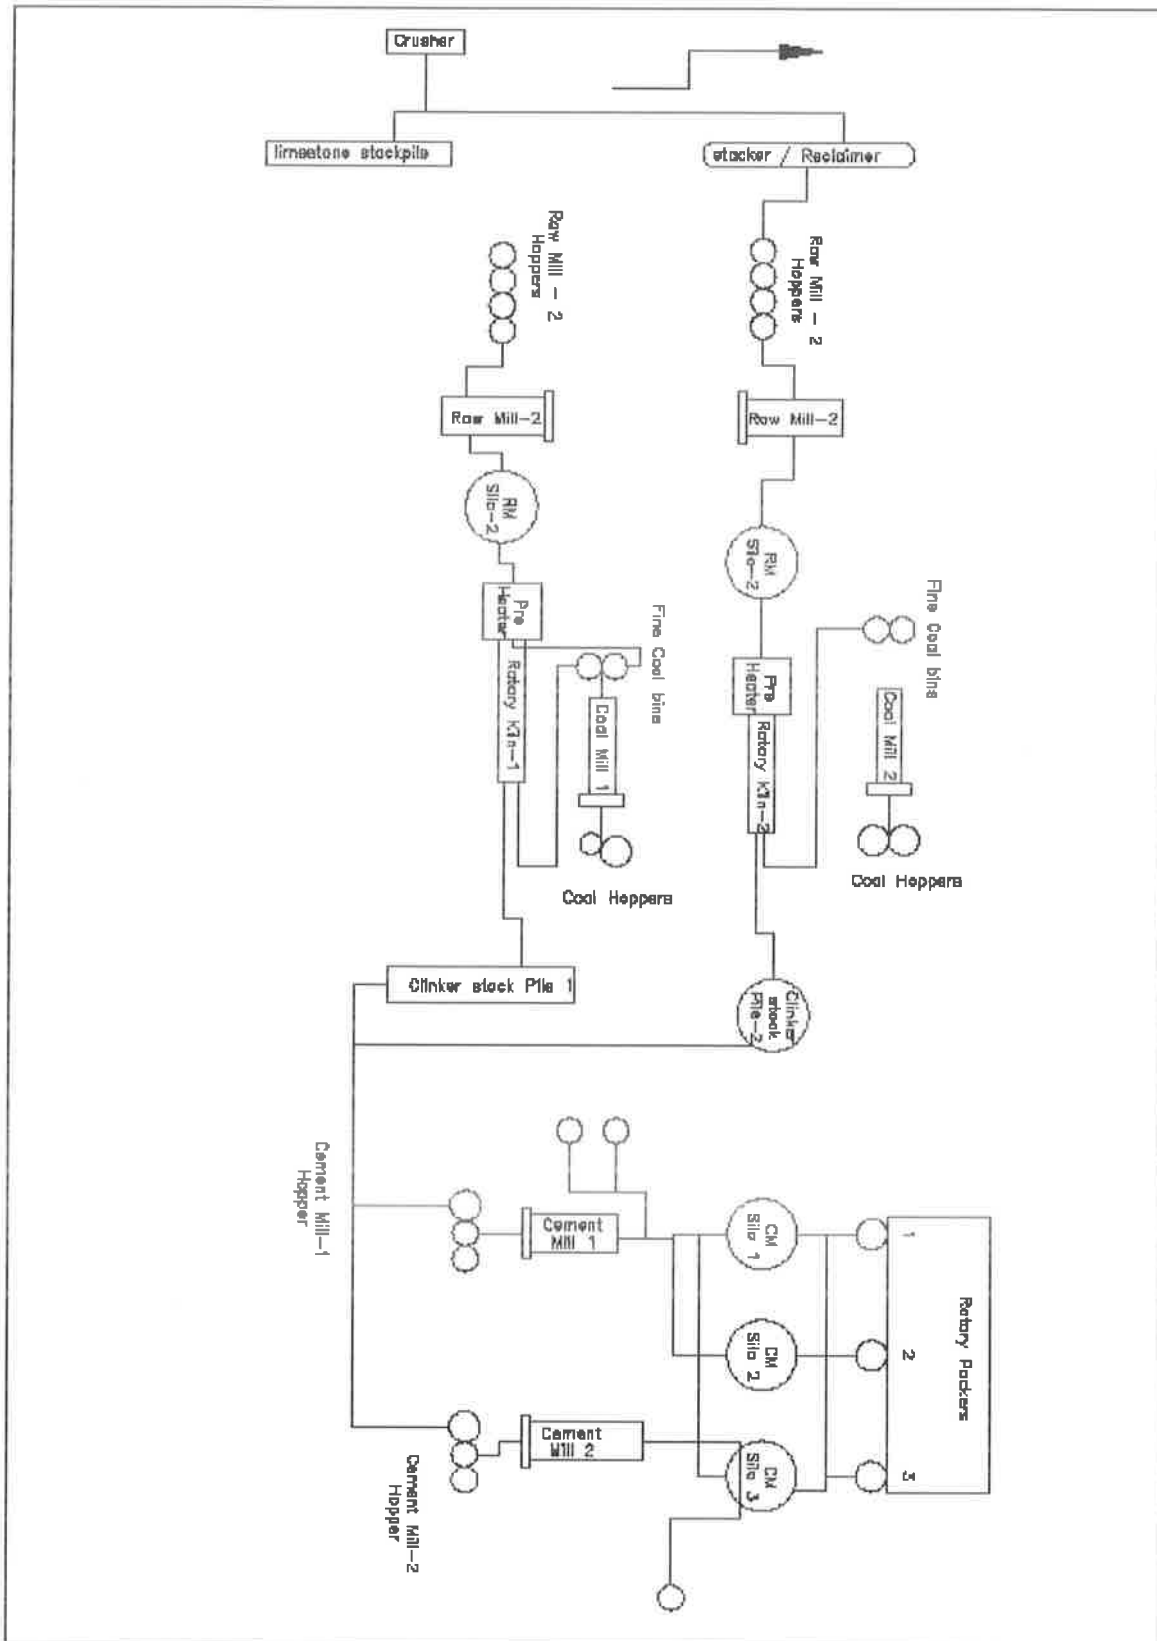 Crusher
limestone stockpile
stacker / Reclaimer
Raw Mill - 2
Hoppers
Raw Mill - 2
Hoppers
Raw Mill-2
Raw Mill-2
RM
Silo-2
RM
Silo-2
Pre
Heater
Rotary Kiln-1
Fine Coal bins
Coal Mill 1
Coal Hoppers
Pre
Heater
Rotary Kiln-2
Fine Coal bins
Coal Mill 2
Coal Hoppers
Clinker stock Pile 1
Clinker
stock
Pile-2
Cement Mill-1
Hopper
Cement
Mill 1
CM
Silo 1
CM
Silo 2
CM
Silo 3
1
2
3
Rotary Packers
Cement
Mill 2
Cement Mill-2
Hopper